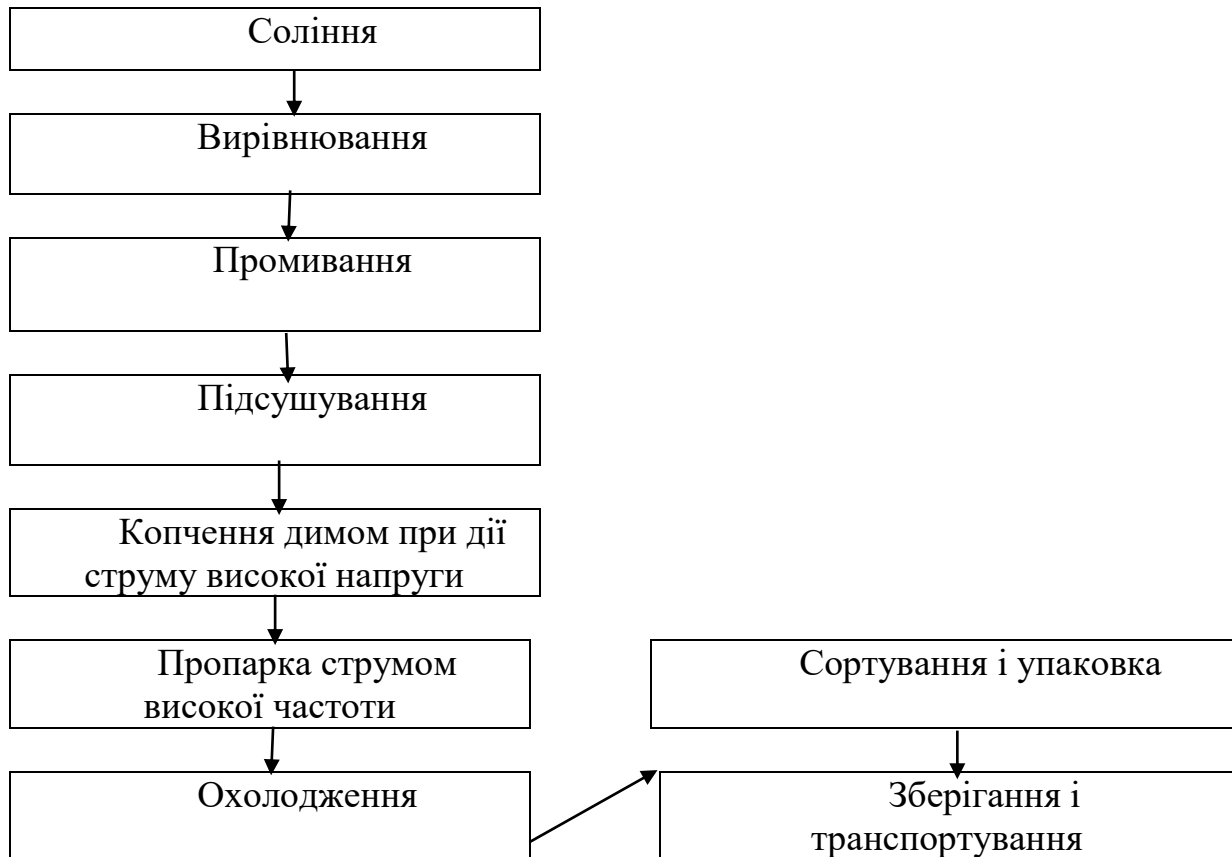 Соління
Вирівнювання
Промивання
Підсушування
Копчення димом при дії
струму високої напруги
Пропарка струмом
високої частоти
Охолодження
Сортування і упаковка
Зберігання і
транспортування